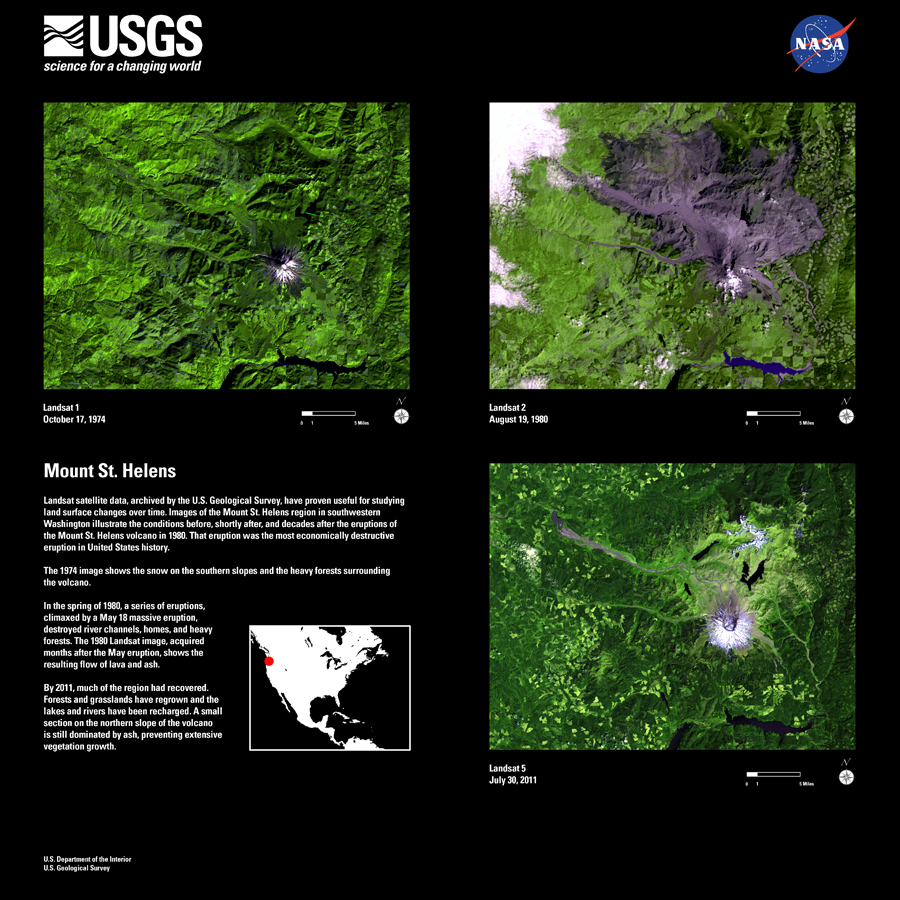 USGS
science for a changing world
NASA
Landsat 1
October 17, 1974
N
0 1 5 Miles
Landsat 2
August 19, 1980
N
0 1 5 Miles
Mount St. Helens
Landsat satellite data, archived by the U.S. Geological Survey, have proven useful for studying
land surface changes over time. Images of the Mount St. Helens region in southwestern
Washington illustrate the conditions before, shortly after, and decades after the eruptions of
the Mount St. Helens volcano in 1980. That eruption was the most economically destructive
eruption in United States history.
The 1974 image shows the snow on the southern slopes and the heavy forests surrounding
the volcano.
In the spring of 1980, a series of eruptions,
climaxed by a May 18 massive eruption,
destroyed river channels, homes, and heavy
forests. The 1980 Landsat image, acquired
months after the May eruption, shows the
resulting flow of lava and ash.
By 2011, much of the region had recovered.
Forests and grasslands have regrown and the
lakes and rivers have been recharged. A small
section on the northern slope of the volcano
is still dominated by ash, preventing extensive
vegetation growth.
Landsat 5
July 30, 2011
N
0 1 5 Miles
U.S. Department of the Interior
U.S. Geological Survey